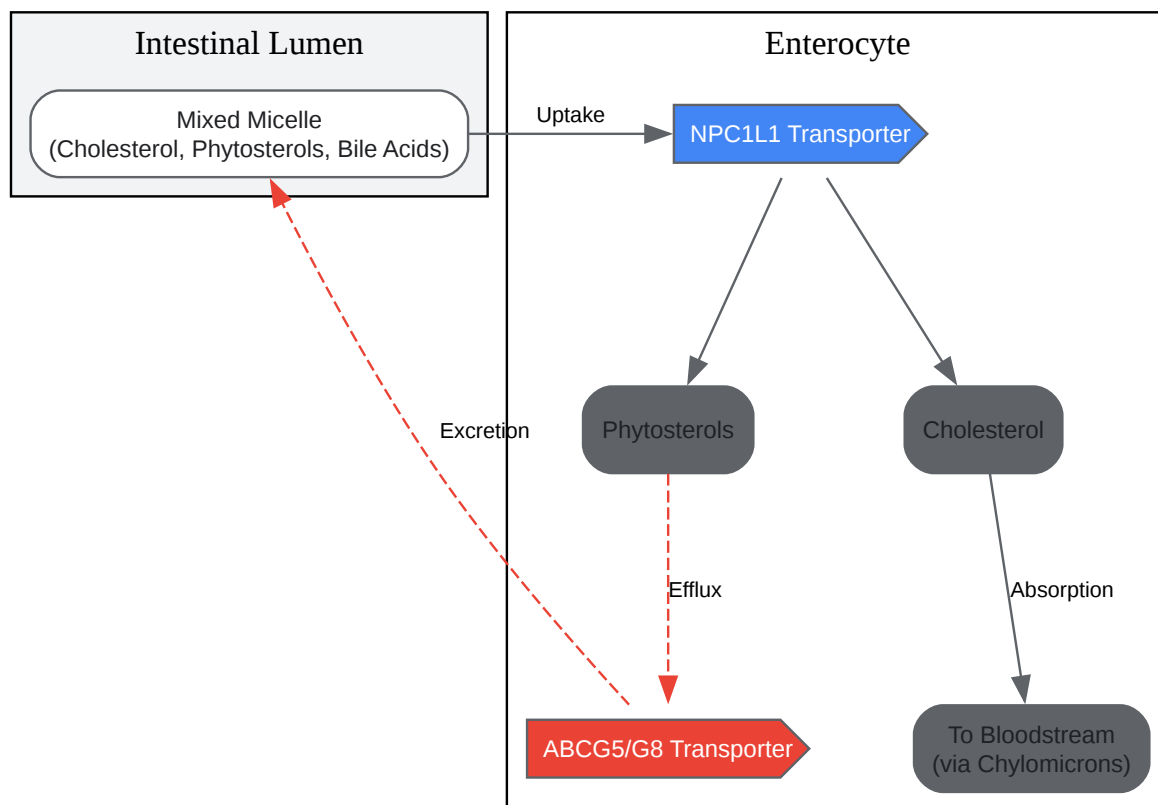 Intestinal Lumen
Enterocyte
Mixed Micelle
(Cholesterol, Phytosterols, Bile Acids)
Uptake
NPC1L1 Transporter
Excretion
Phytosterols
Cholesterol
Efflux
Absorption
ABCG5/G8 Transporter
To Bloodstream
(via Chylomicrons)